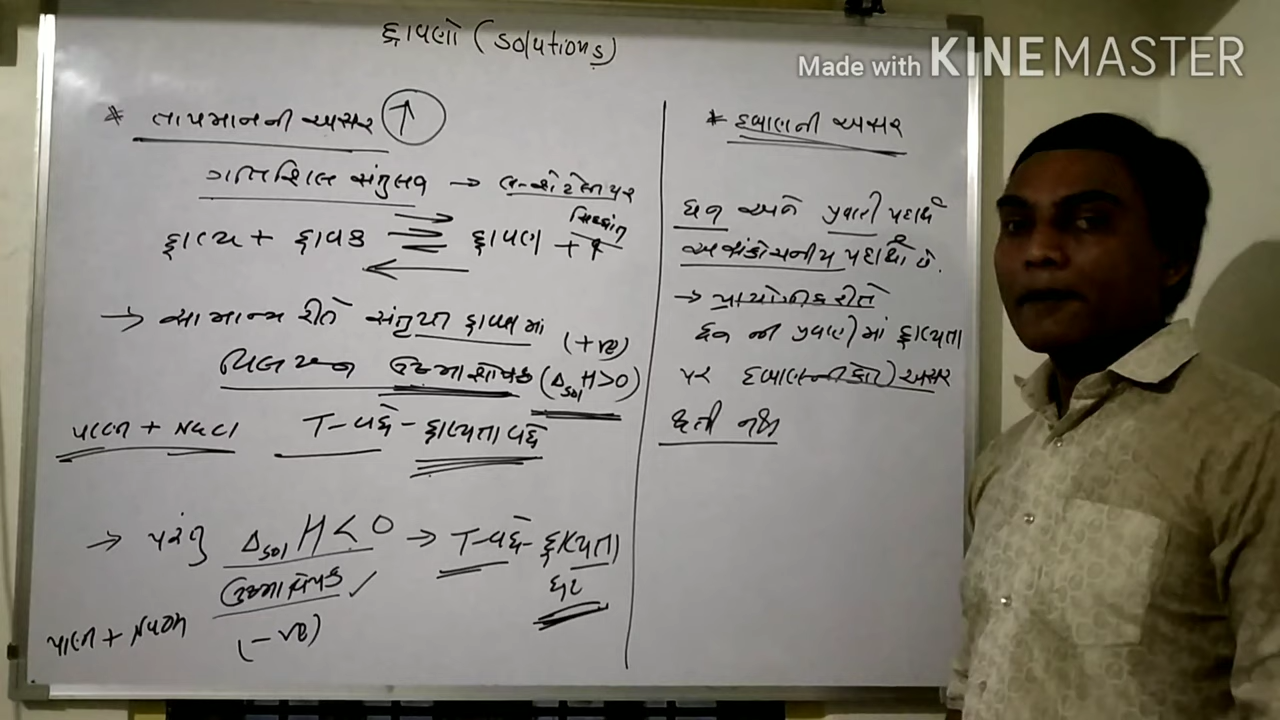 દ્રાવણો (Solutions)
Made with KINEMASTER
* તાપમાનની અસર ↑
ગતિશિલ સંતુલન → લ-શેટેલિયર
સિદ્ધાંત
દ્રાવ્ય + દ્રાવક ⇌ દ્રાવણ +
→ સામાન્ય રીતે સંતૃપ્ત દ્રાવણમાં
(+ve)
વિલયન ઉષ્માશોષક (ΔsolH>0)
પાણી + NaCl T-વધે - દ્રાવ્યતા વધે
→ પરંતુ ΔsolH<0 → T-વધે- દ્રાવ્યતા
ઘટે
ઉષ્માક્ષેપક ✓
(-ve)
પાણી + NaOH
* દબાણની અસર
ઘન અને પ્રવાહી પદાર્થ
અસંકોચનીય પદાર્થો છે.
→ પ્રાયોગિક રીતે
ઘન ની પ્રવાહીમાં દ્રાવ્યતા
પર દબાણની કોઇ અસર
થતી નથી